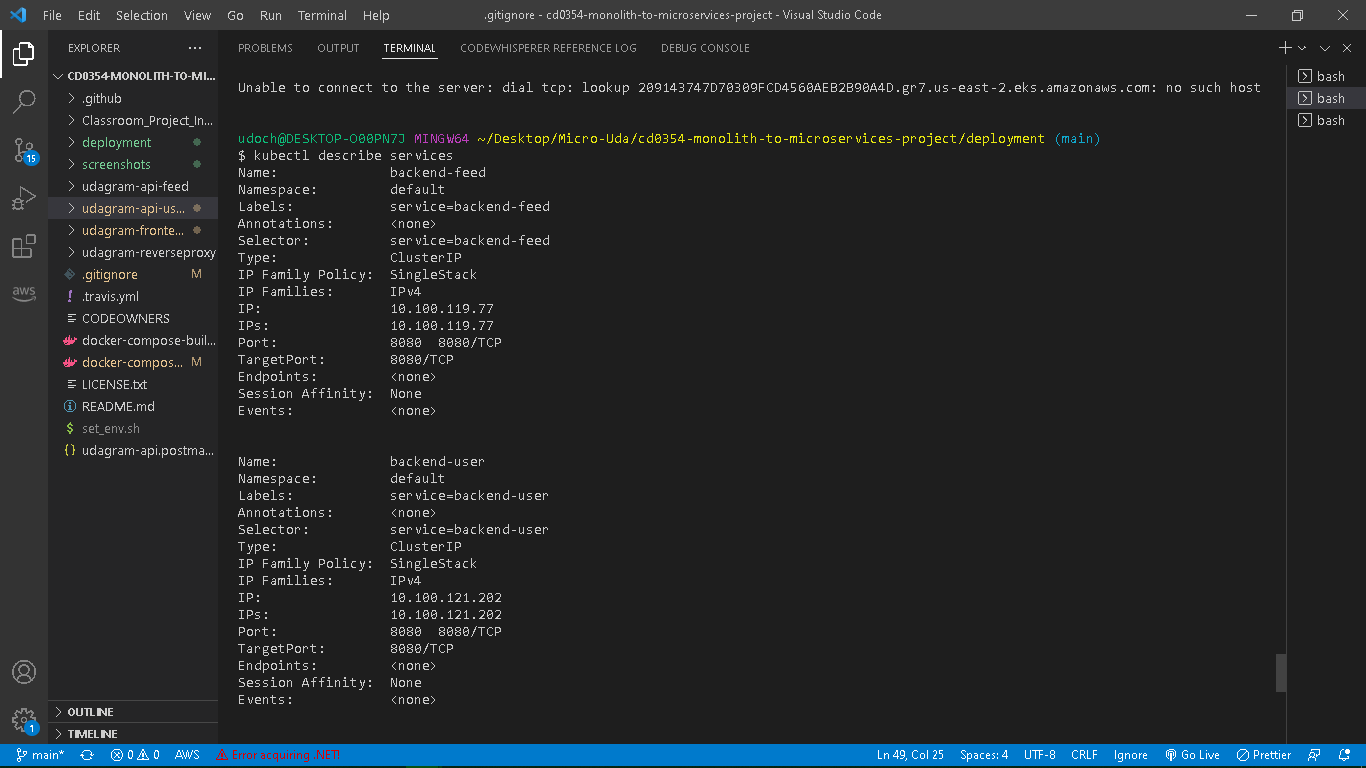 File Edit Selection View Go Run Terminal Help .gitignore - cd0354-monolith-to-microservices-project - Visual Studio Code
EXPLORER
CD0354-MONOLITH-TO-MI...
.github
Classroom_Project_In...
deployment
screenshots
udagram-api-feed
udagram-api-us...
udagram-fronte...
udagram-reverseproxy
.gitignore M
.travis.yml
CODEOWNERS
docker-compose-buil...
docker-compos... M
LICENSE.txt
README.md
$ set_env.sh
{} udagram-api.postma...
OUTLINE
TIMELINE
15
aws
1
PROBLEMS OUTPUT TERMINAL CODEWHISPERER REFERENCE LOG DEBUG CONSOLE
Unable to connect to the server: dial tcp: lookup 209143747D70309FCD4560AEB2B90A4D.gr7.us-east-2.eks.amazonaws.com: no such host
udoch@DESKTOP-O00PN7J MINGW64 ~/Desktop/Micro-Uda/cd0354-monolith-to-microservices-project/deployment (main)
$ kubectl describe services
Name: backend-feed
Namespace: default
Labels: service=backend-feed
Annotations: <none>
Selector: service=backend-feed
Type: ClusterIP
IP Family Policy: SingleStack
IP Families: IPv4
IP: 10.100.119.77
IPs: 10.100.119.77
Port: 8080 8080/TCP
TargetPort: 8080/TCP
Endpoints: <none>
Session Affinity: None
Events: <none>
Name: backend-user
Namespace: default
Labels: service=backend-user
Annotations: <none>
Selector: service=backend-user
Type: ClusterIP
IP Family Policy: SingleStack
IP Families: IPv4
IP: 10.100.121.202
IPs: 10.100.121.202
Port: 8080 8080/TCP
TargetPort: 8080/TCP
Endpoints: <none>
Session Affinity: None
Events: <none>
bash
bash
bash
main* 0 0 AWS Error acquiring .NET! Ln 49, Col 25 Spaces: 4 UTF-8 CRLF Ignore Go Live Prettier